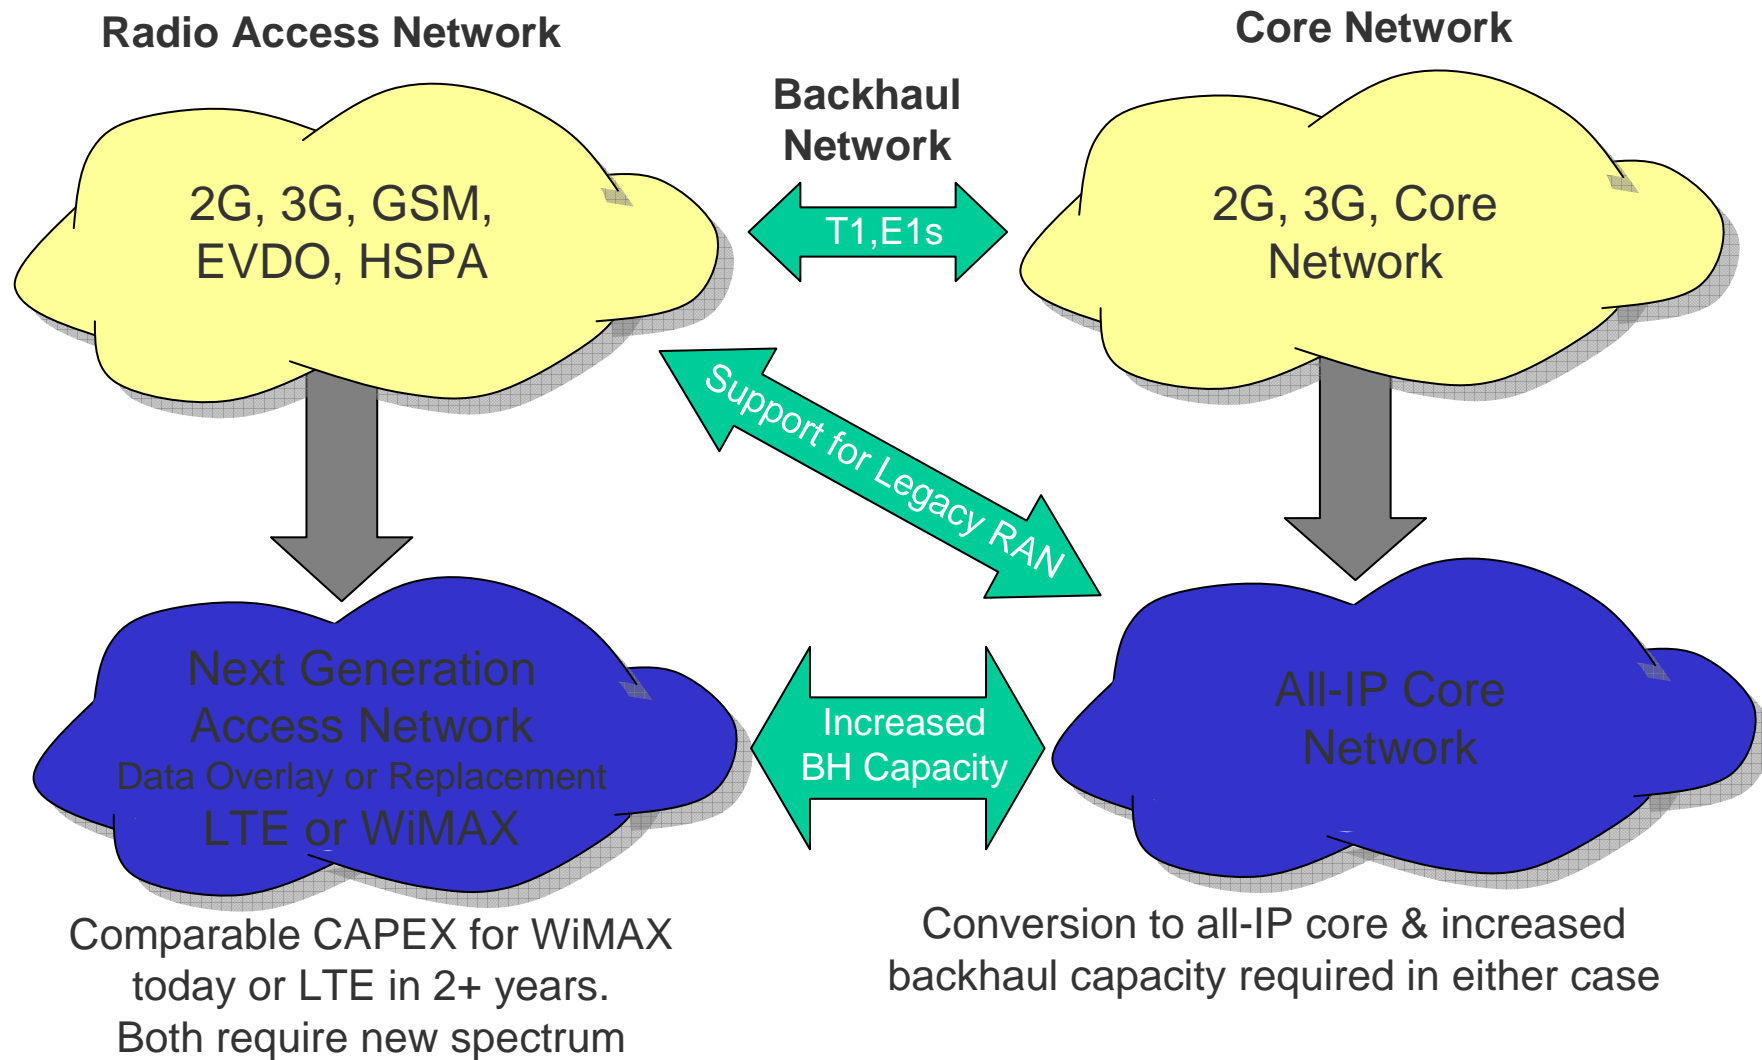 Radio Access Network
Core Network
Backhaul
Network
2G, 3G, GSM,
EVDO, HSPA
T1,E1s
2G, 3G, Core
Network
Support for Legacy RAN
Next Generation
Access Network
Data Overlay or Replacement
LTE or WiMAX
Increased
BH Capacity
All-IP Core
Network
Comparable CAPEX for WiMAX
today or LTE in 2+ years.
Both require new spectrum
Conversion to all-IP core & increased
backhaul capacity required in either case